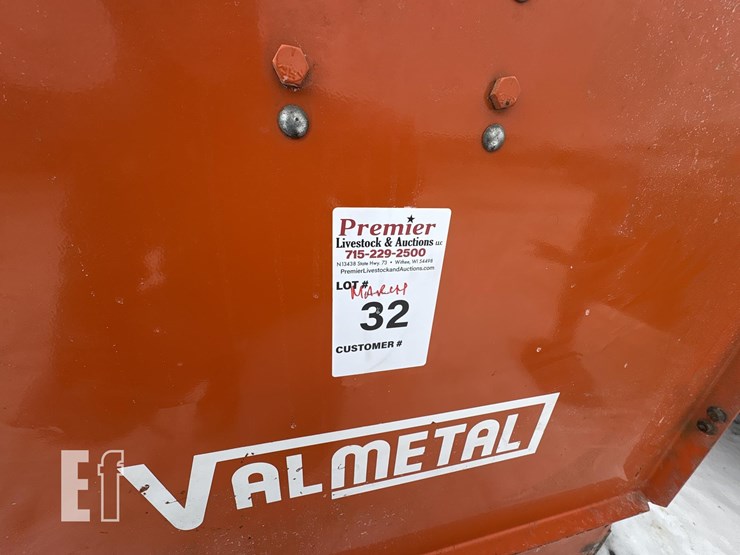 Premier
Livestock & Auctions LLC
715-229-2500
N13438 State Hwy. 73 • Withee, WI 54498
PremierLivestockandAuctions.com
LOT #
MARCH
32
CUSTOMER #
VALMETAL
Ef